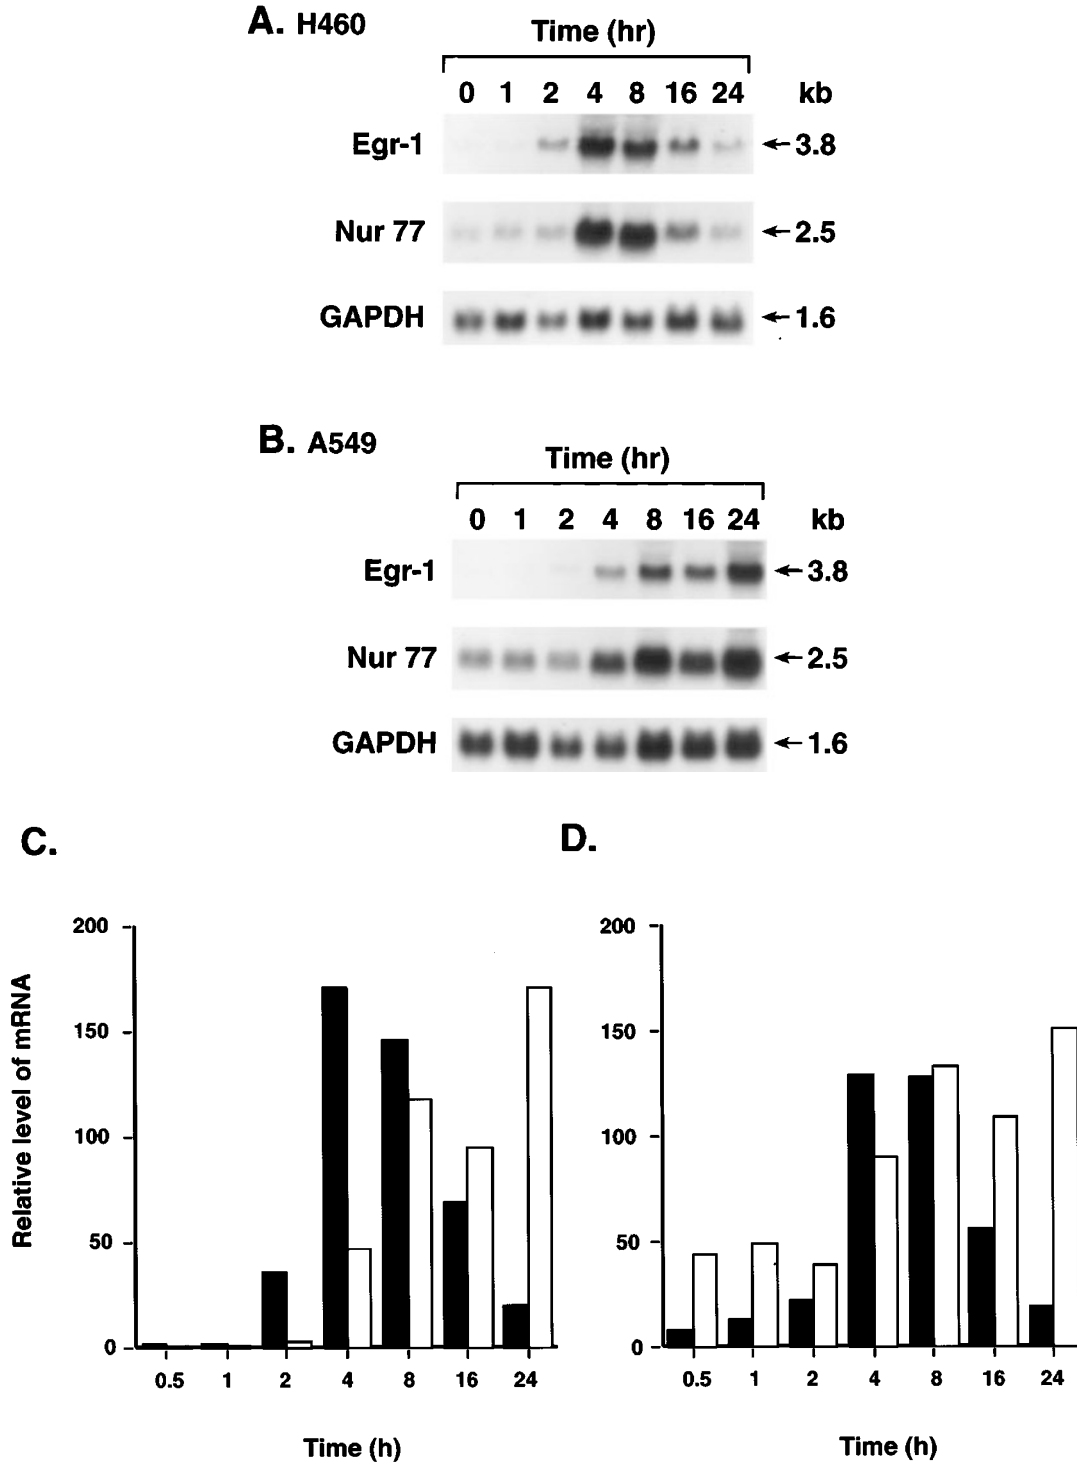 A. H460
Time (hr)
0 1 2 4 8 16 24 kb
Egr-1 3.8
Nur 77 2.5
GAPDH 1.6
B. A549
Time (hr)
0 1 2 4 8 16 24 kb
Egr-1 3.8
Nur 77 2.5
GAPDH 1.6
C.
Relative level of mRNA
200
150
100
50
0
0.5 1 2 4 8 16 24
Time (h)
D.
200
150
100
50
0
0.5 1 2 4 8 16 24
Time (h)